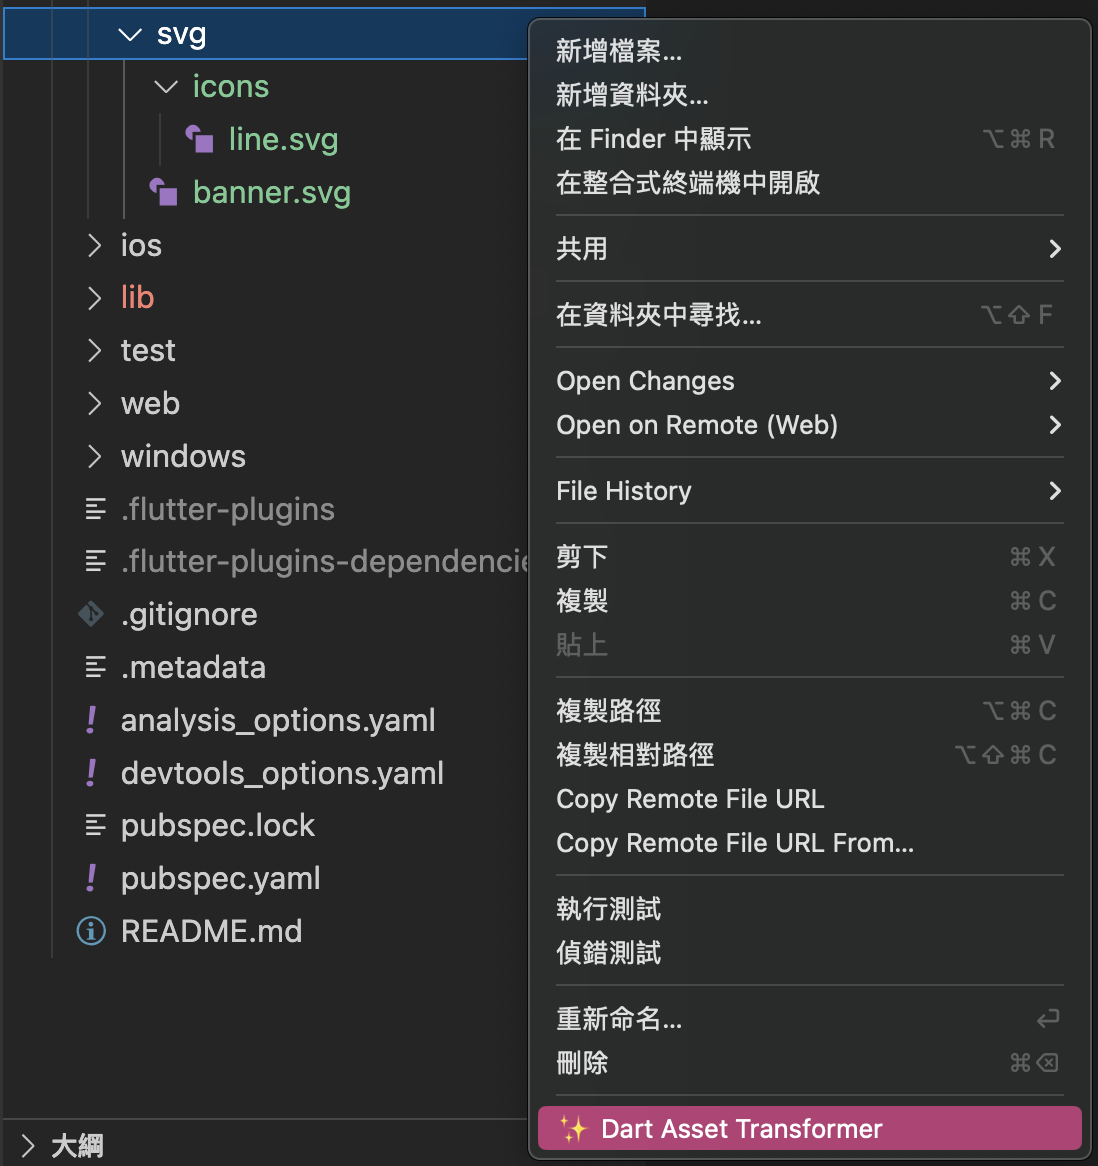 svg
icons
line.svg
banner.svg
ios
lib
test
web
windows
.flutter-plugins
.flutter-plugins-dependencie
.gitignore
.metadata
analysis_options.yaml
devtools_options.yaml
pubspec.lock
pubspec.yaml
README.md
大綱
新增檔案...
新增資料夾...
在 Finder 中顯示 ⌥⌘R
在整合式終端機中開啟
共用
在資料夾中尋找... ⌥⇧F
Open Changes
Open on Remote (Web)
File History
剪下 ⌘X
複製 ⌘C
貼上 ⌘V
複製路徑 ⌥⌘C
複製相對路徑 ⌥⇧⌘C
Copy Remote File URL
Copy Remote File URL From...
執行測試
偵錯測試
重新命名... ⏎
刪除 ⌘⌫
✨ Dart Asset Transformer